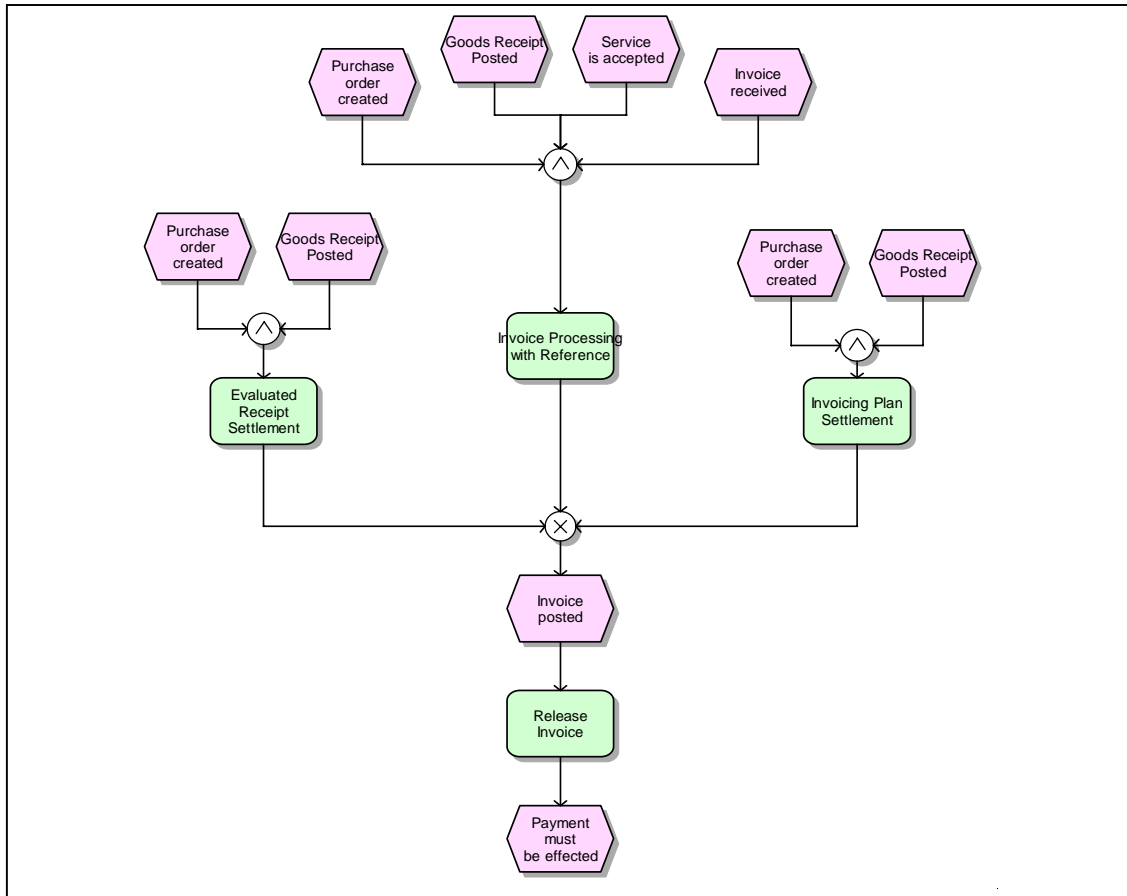 Goods Receipt
Posted
Service
is accepted
Purchase
order
created
Invoice
received
Purchase
order
created
Goods Receipt
Posted
Purchase
order
created
Goods Receipt
Posted
Invoice Processing
with Reference
Evaluated
Receipt
Settlement
Invoicing Plan
Settlement
Invoice
posted
Release
Invoice
Payment
must
be effected